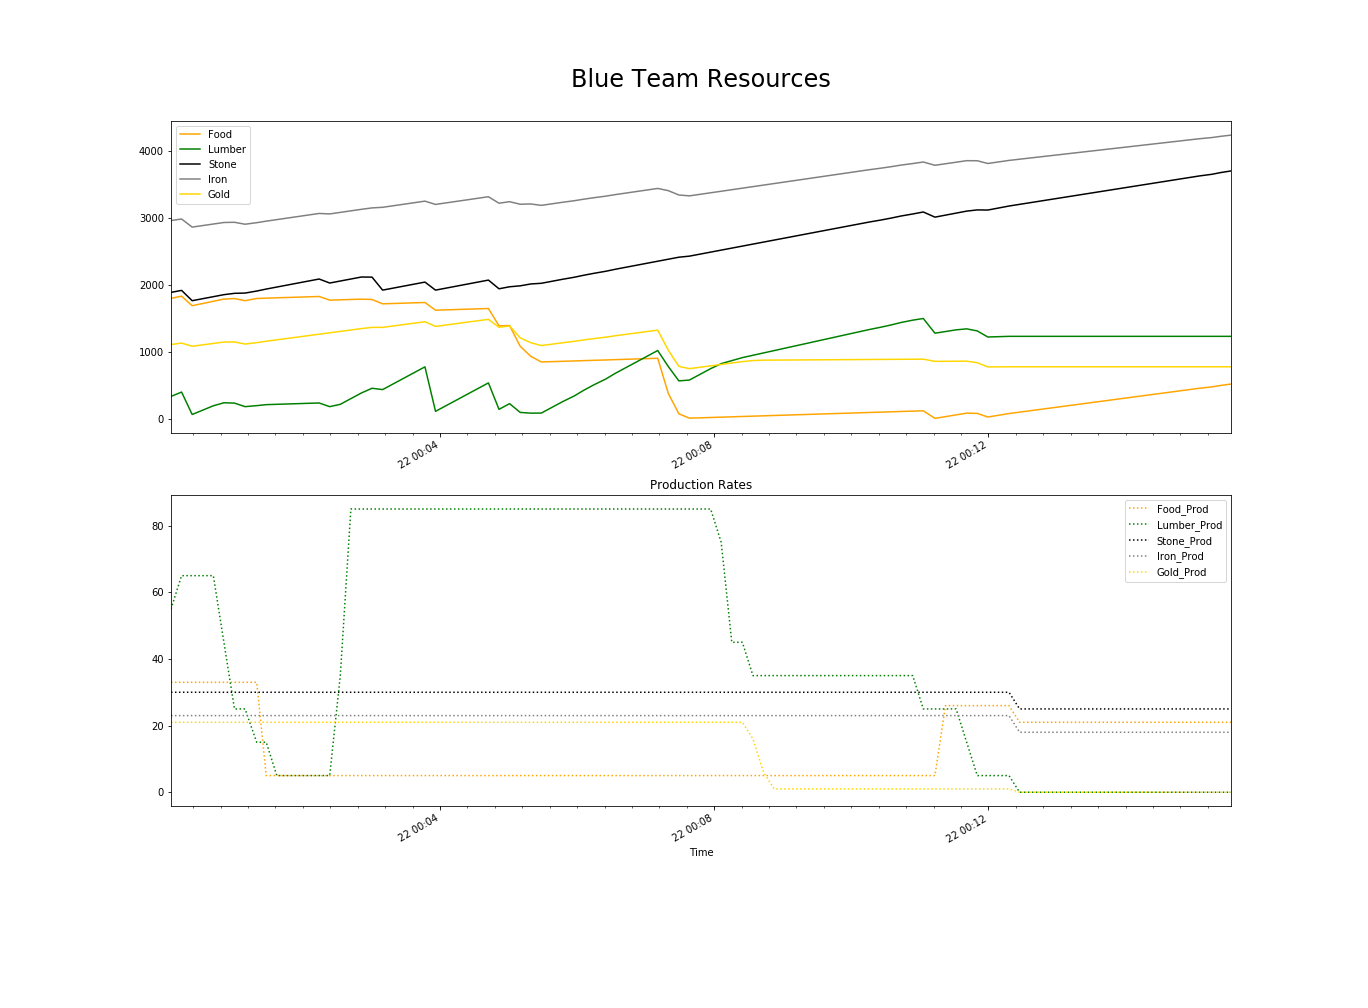 Blue Team Resources
Food
Lumber
Stone
Iron
Gold
4000
3000
2000
1000
0
22 00:04
22 00:08
22 00:12
Production Rates
Food_Prod
Lumber_Prod
Stone_Prod
Iron_Prod
Gold_Prod
80
60
40
20
0
22 00:04
22 00:08
22 00:12
Time